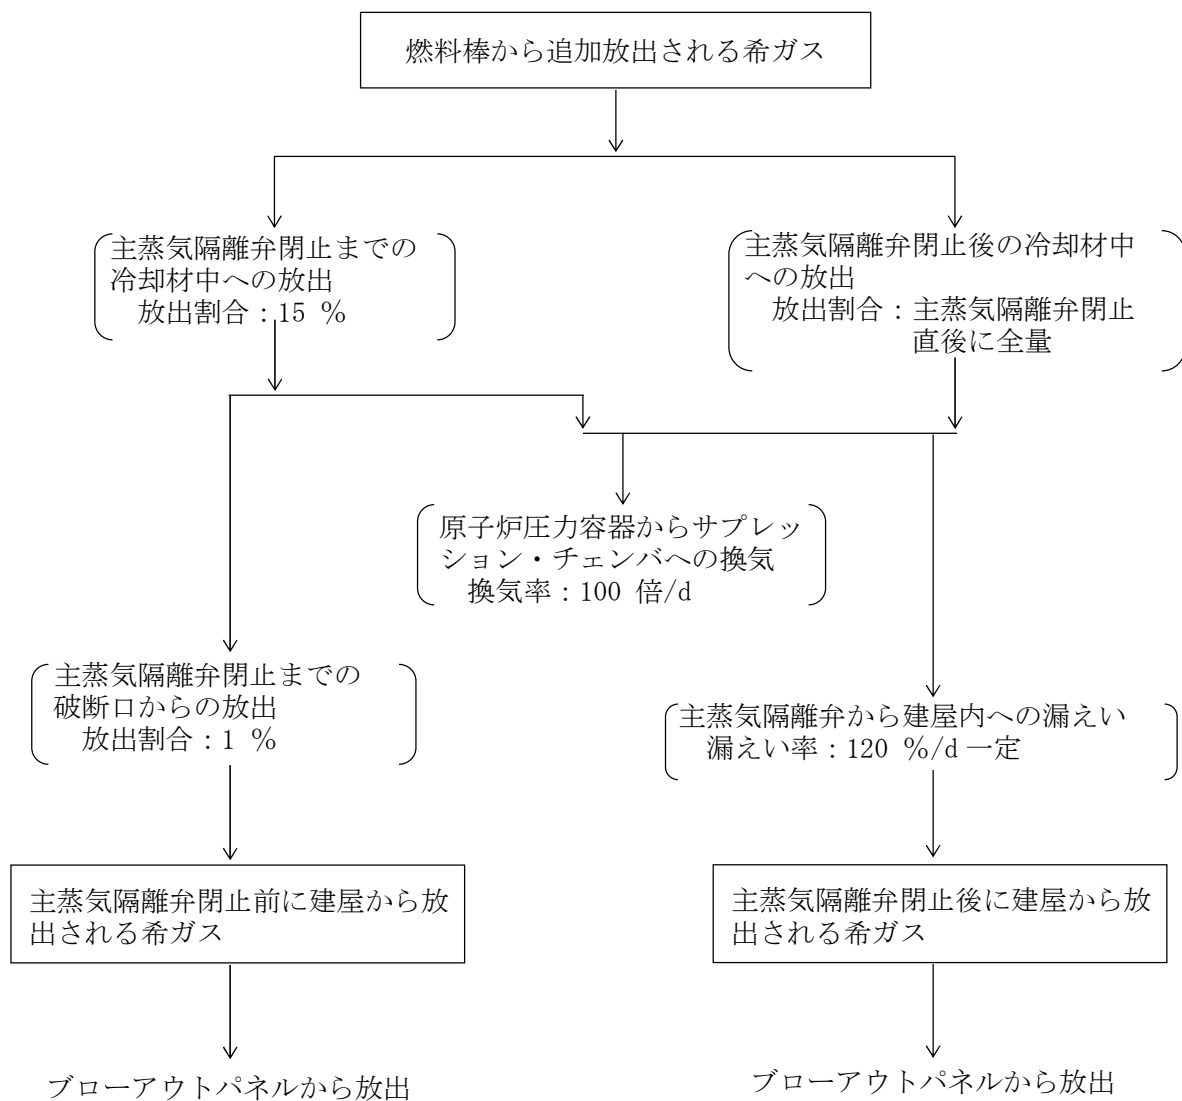 燃料棒から追加放出される希ガス
主蒸気隔離弁閉止までの
冷却材中への放出
放出割合：15 %
主蒸気隔離弁閉止後の冷却材中
への放出
放出割合：主蒸気隔離弁閉止
直後に全量
原子炉圧力容器からサプレッ
ション・チェンバへの換気
換気率：100 倍/d
主蒸気隔離弁閉止までの
破断口からの放出
放出割合：1 %
主蒸気隔離弁から建屋内への漏えい
漏えい率：120 %/d 一定
主蒸気隔離弁閉止前に建屋から放
出される希ガス
主蒸気隔離弁閉止後に建屋から放
出される希ガス
ブローアウトパネルから放出
ブローアウトパネルから放出